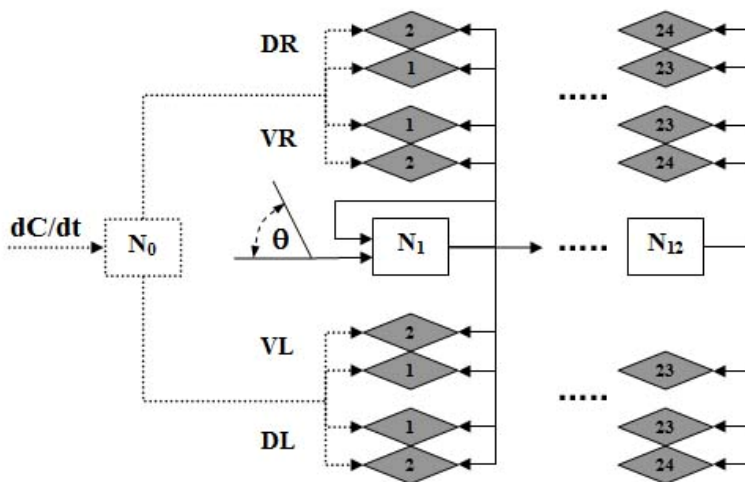 DR
2
24
1
23
VR
1
23
2
24
dC/dt
N₀
θ
N₁
.....
N₁₂
VL
2
1
23
DL
1
23
2
24